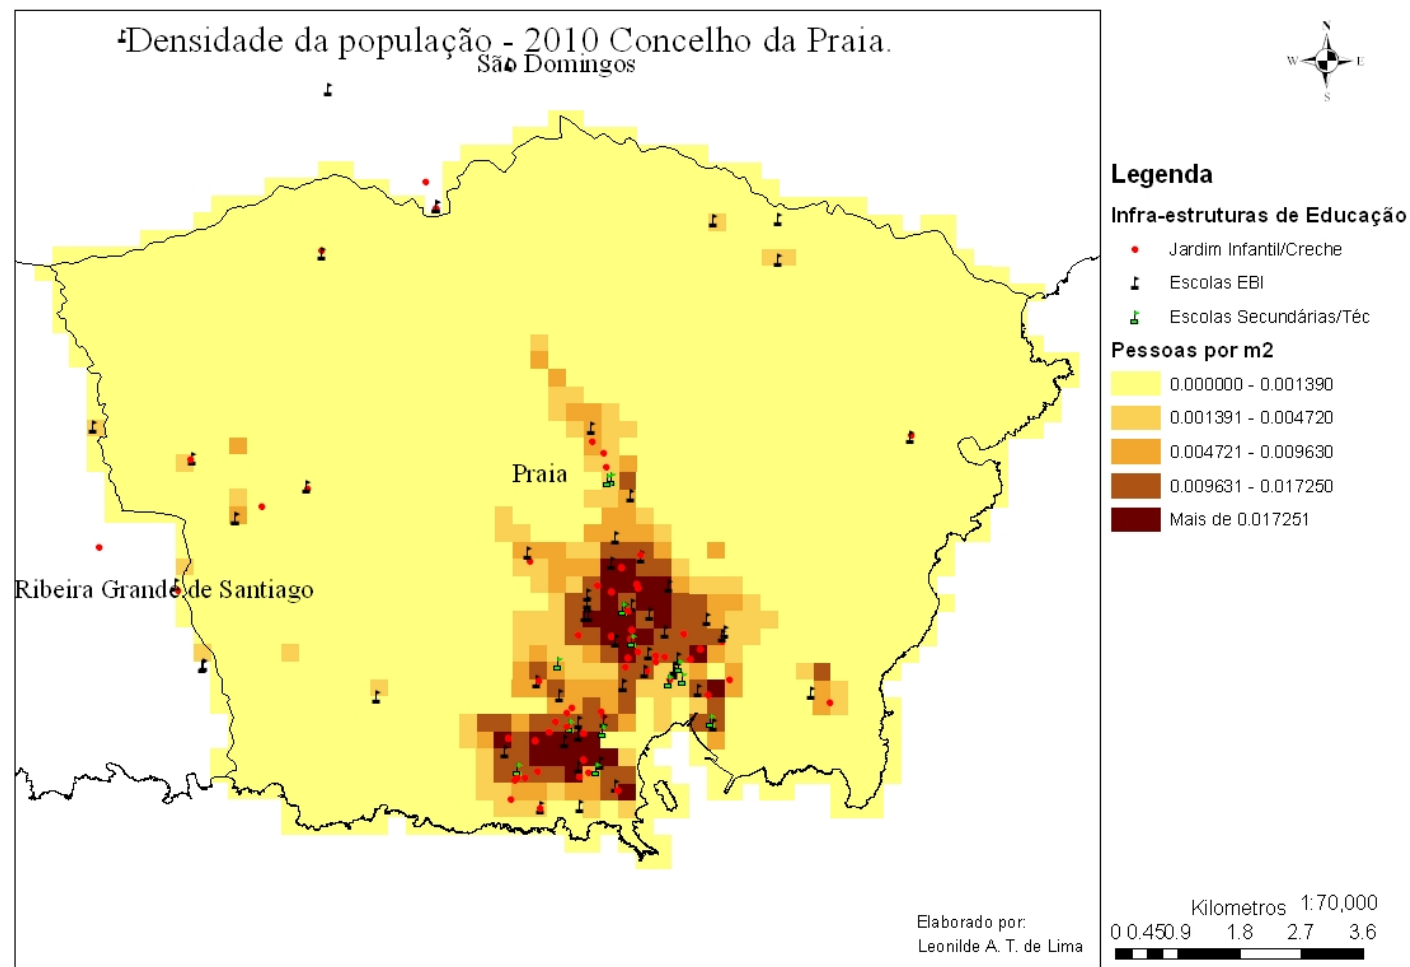 Densidade da população - 2010 Concelho da Praia.
São Domingos
Praia
Ribeira Grande de Santiago
N
W E
S
Legenda
Infra-estruturas de Educação
Jardim Infantil/Creche
Escolas EBI
Escolas Secundárias/Téc
Pessoas por m2
0.000000 - 0.001390
0.001391 - 0.004720
0.004721 - 0.009630
0.009631 - 0.017250
Mais de 0.017251
Elaborado por:
Leonilde A. T. de Lima
Kilometros 1:70,000
0 0.450.9 1.8 2.7 3.6